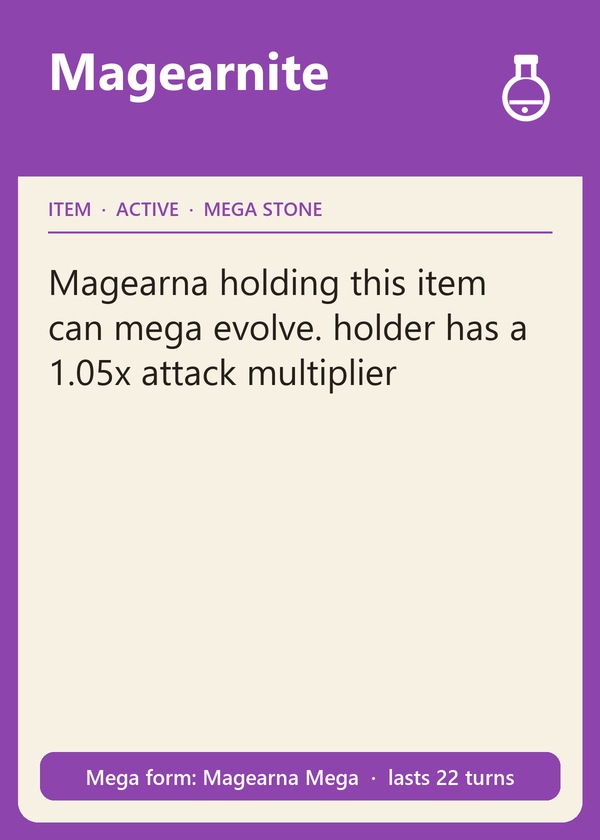 Magearnite
ITEM · ACTIVE · MEGA STONE
Magearna holding this item
can mega evolve. holder has a
1.05x attack multiplier
Mega form: Magearna Mega · lasts 22 turns